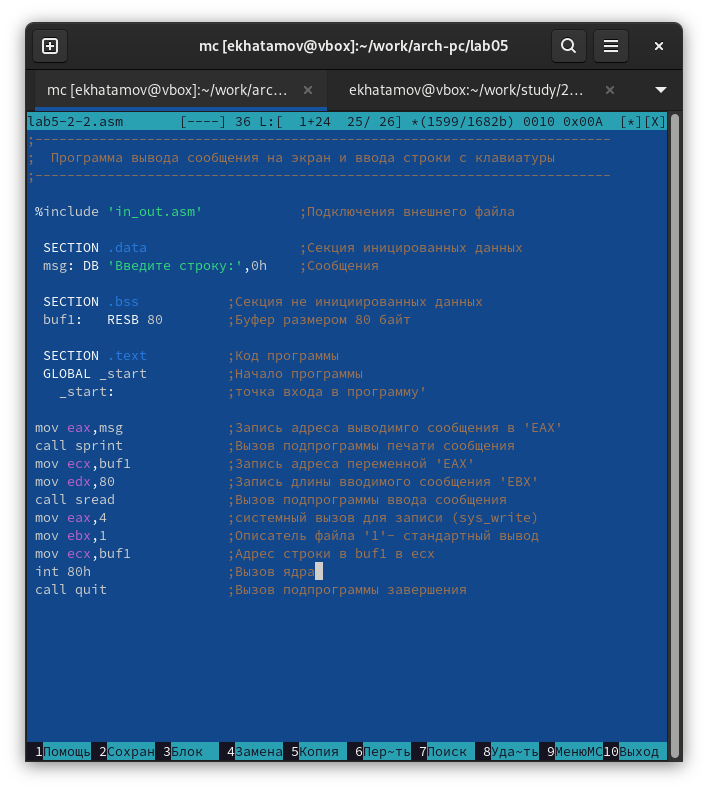 mc [ekhatamov@vbox]:~/work/arch-pc/lab05
mc [ekhatamov@vbox]:~/work/arc... × ekhatamov@vbox:~/work/study/2... ×
lab5-2-2.asm [----] 36 L:[ 1+24 25/ 26] *(1599/1682b) 0010 0x00A [*][X]
;-----------------------------------------------------------------------
; Программа вывода сообщения на экран и ввода строки с клавиатуры
;-----------------------------------------------------------------------
%include 'in_out.asm' ;Подключения внешнего файла
SECTION .data ;Секция иницированных данных
msg: DB 'Введите строку:',0h ;Сообщения
SECTION .bss ;Секция не инициированных данных
buf1: RESB 80 ;Буфер размером 80 байт
SECTION .text ;Код программы
GLOBAL _start ;Начало программы
_start: ;точка входа в программу'
mov eax,msg ;Запись адреса выводимго сообщения в 'EAX'
call sprint ;Вызов подпрограммы печати сообщения
mov ecx,buf1 ;Запись адреса переменной 'EAX'
mov edx,80 ;Запись длины вводимого сообщения 'EBX'
call sread ;Вызов подпрограммы ввода сообщения
mov eax,4 ;системный вызов для записи (sys_write)
mov ebx,1 ;Описатель файла '1'- стандартный вывод
mov ecx,buf1 ;Адрес строки в buf1 в ecx
int 80h ;Вызов ядра
call quit ;Вызов подпрограммы завершения
1Помощь 2Сохран 3Блок 4Замена 5Копия 6Пер~ть 7Поиск 8Уда~ть 9МенюMC 10Выход